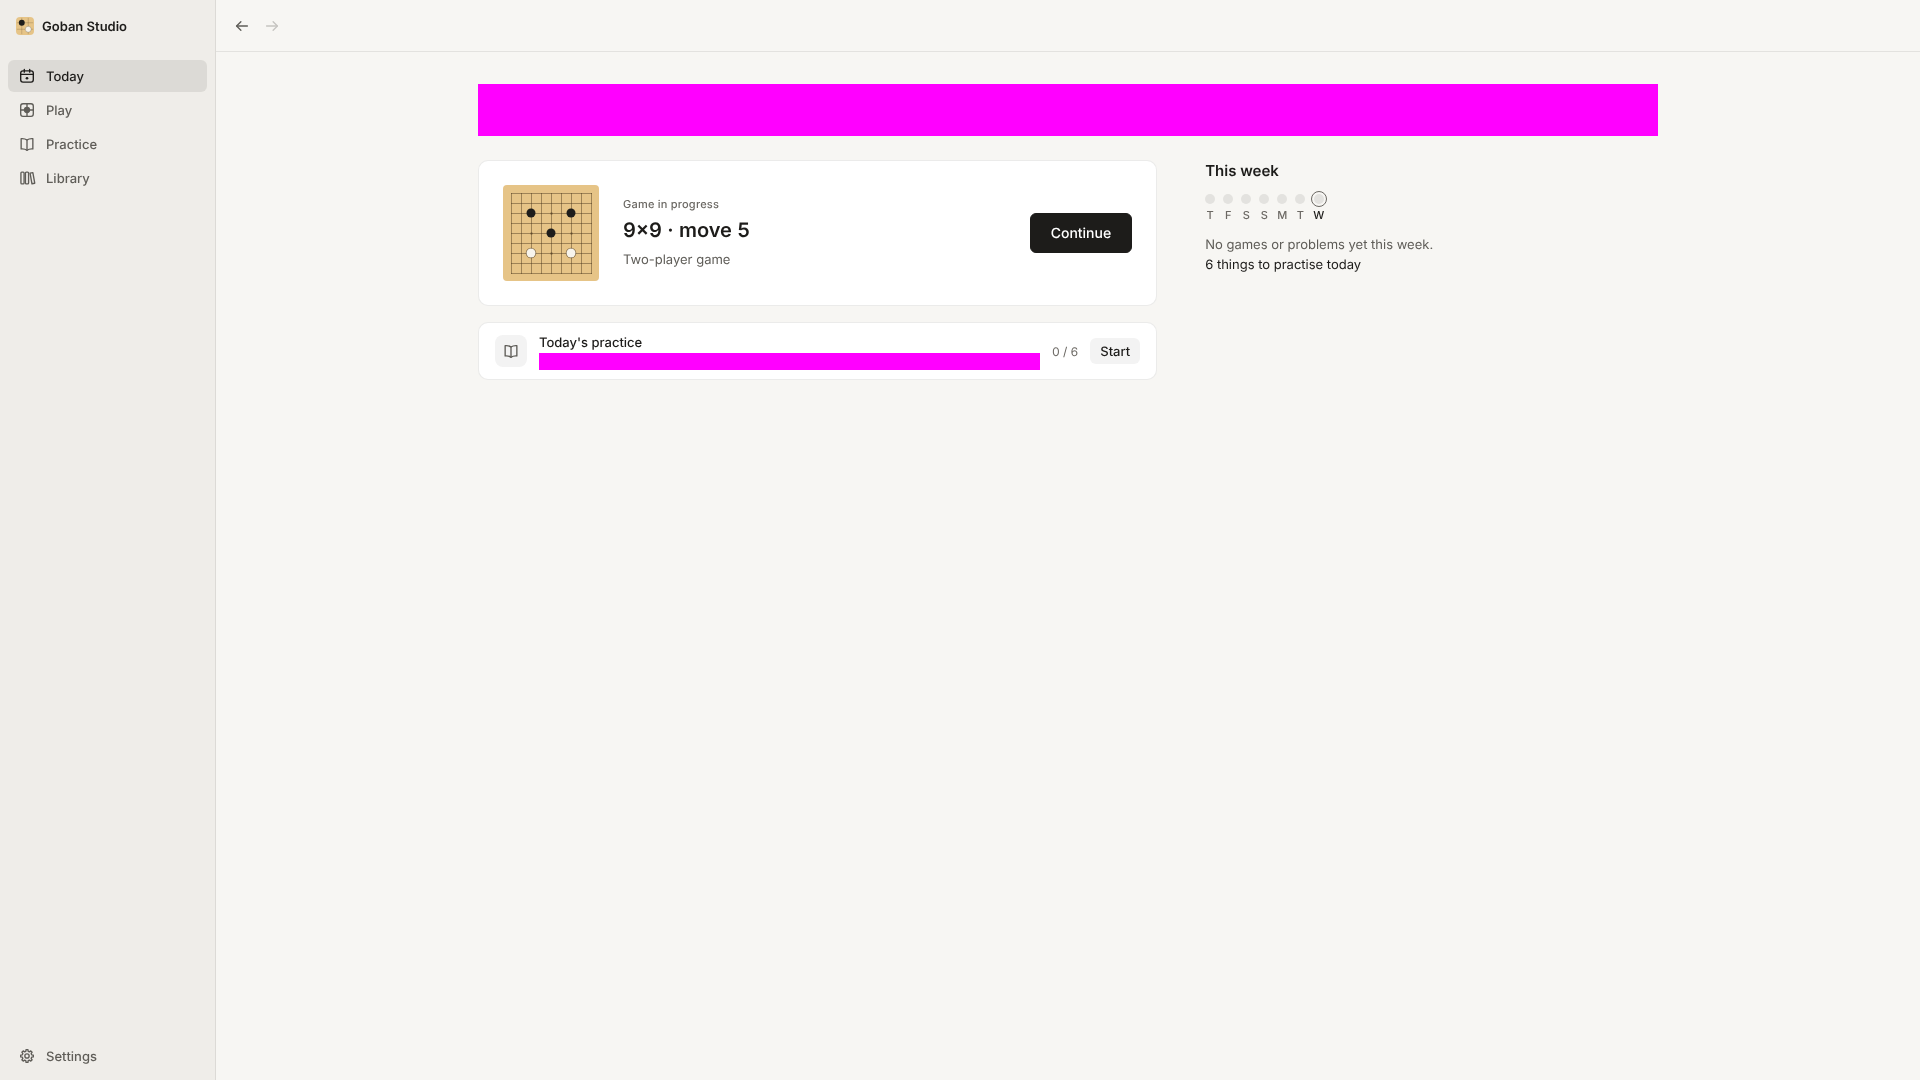 Goban Studio
Today
Play
Practice
Library
Game in progress
9×9 · move 5
Two-player game
Continue
Today's practice
0 / 6
Start
This week
T F S S M T W
No games or problems yet this week.
6 things to practise today
Settings